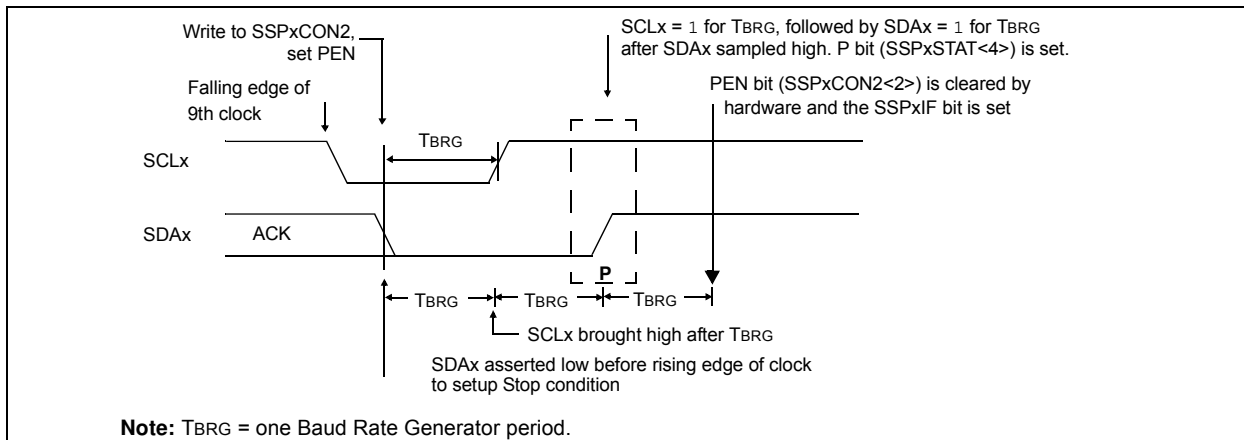 Write to SSPxCON2,
set PEN
SCLx = 1 for TBRG, followed by SDAx = 1 for TBRG
after SDAx sampled high. P bit (SSPxSTAT<4>) is set.
Falling edge of
9th clock
PEN bit (SSPxCON2<2>) is cleared by
hardware and the SSPxIF bit is set
TBRG
SCLx
SDAx
ACK
P
TBRG
TBRG
TBRG
SCLx brought high after TBRG
SDAx asserted low before rising edge of clock
to setup Stop condition
Note: TBRG = one Baud Rate Generator period.